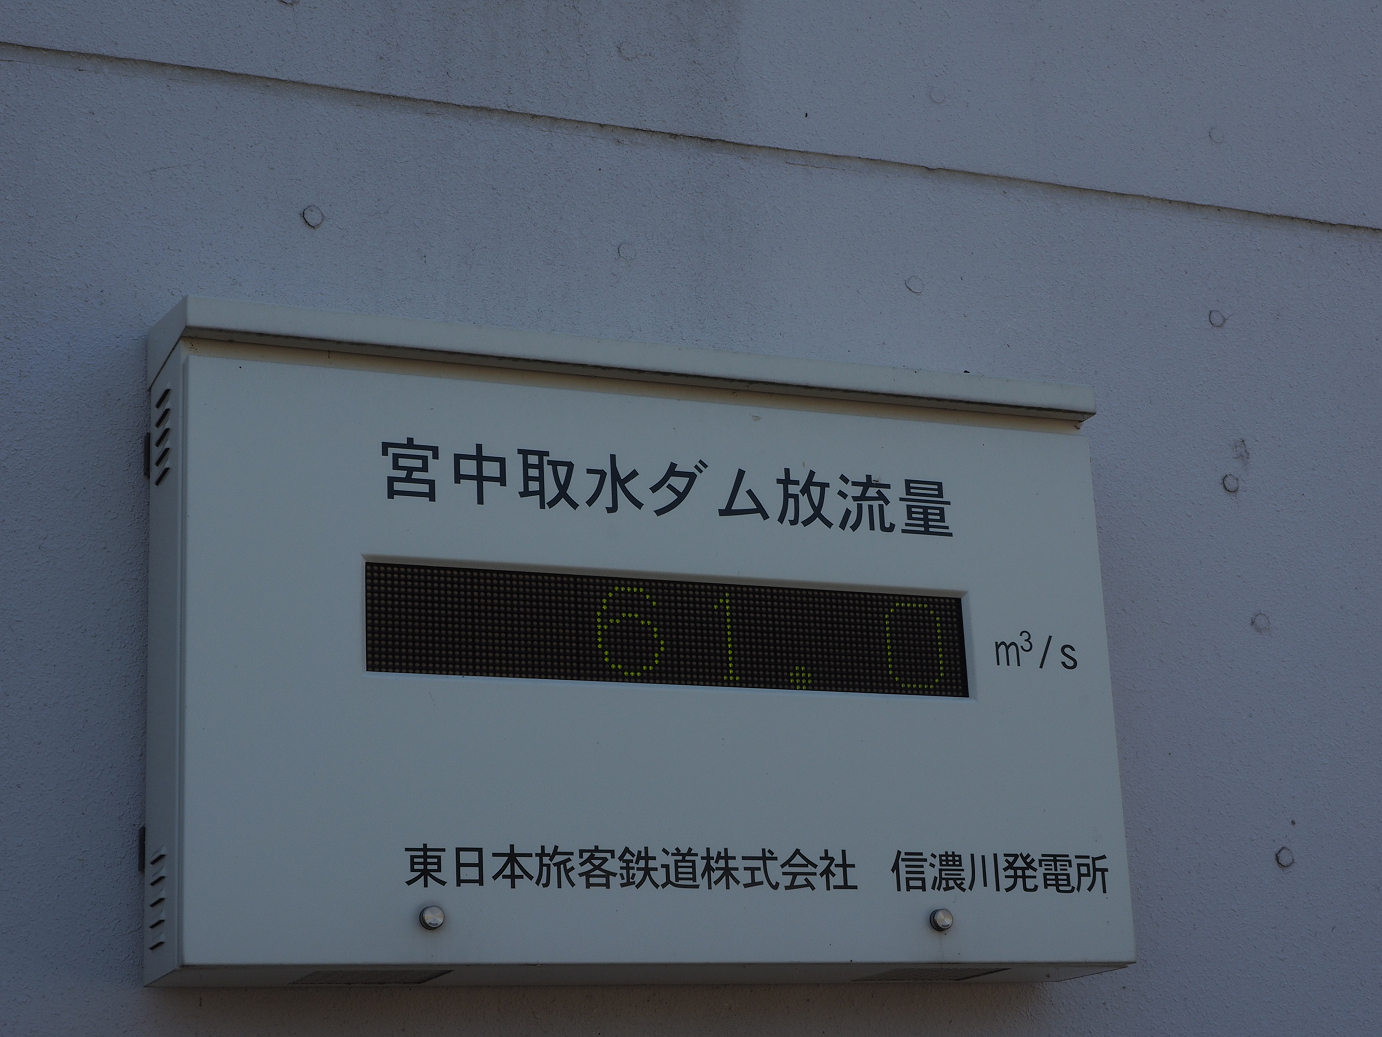 宮中取水ダム放流量
61.0 m³/s
東日本旅客鉄道株式会社 信濃川発電所